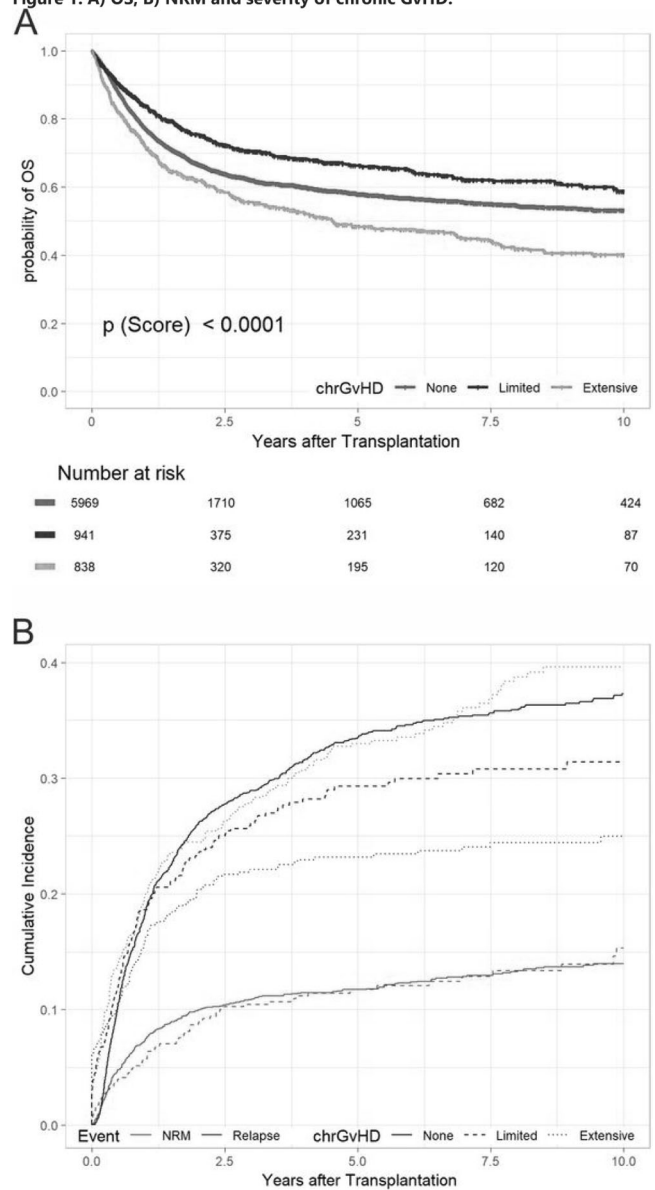 Figure 1. A) OS, B) NRM and severity of chronic GvHD.
A
1.0
0.8
0.6
0.4
0.2
0.0
probability of OS
p (Score) < 0.0001
chrGvHD None Limited Extensive
0 2.5 5 7.5 10
Years after Transplantation
Number at risk
5969 1710 1065 682 424
941 375 231 140 87
838 320 195 120 70
B
0.4
0.3
0.2
0.1
0.0
Cumulative Incidence
Event NRM Relapse chrGvHD None Limited Extensive
0.0 2.5 5.0 7.5 10.0
Years after Transplantation